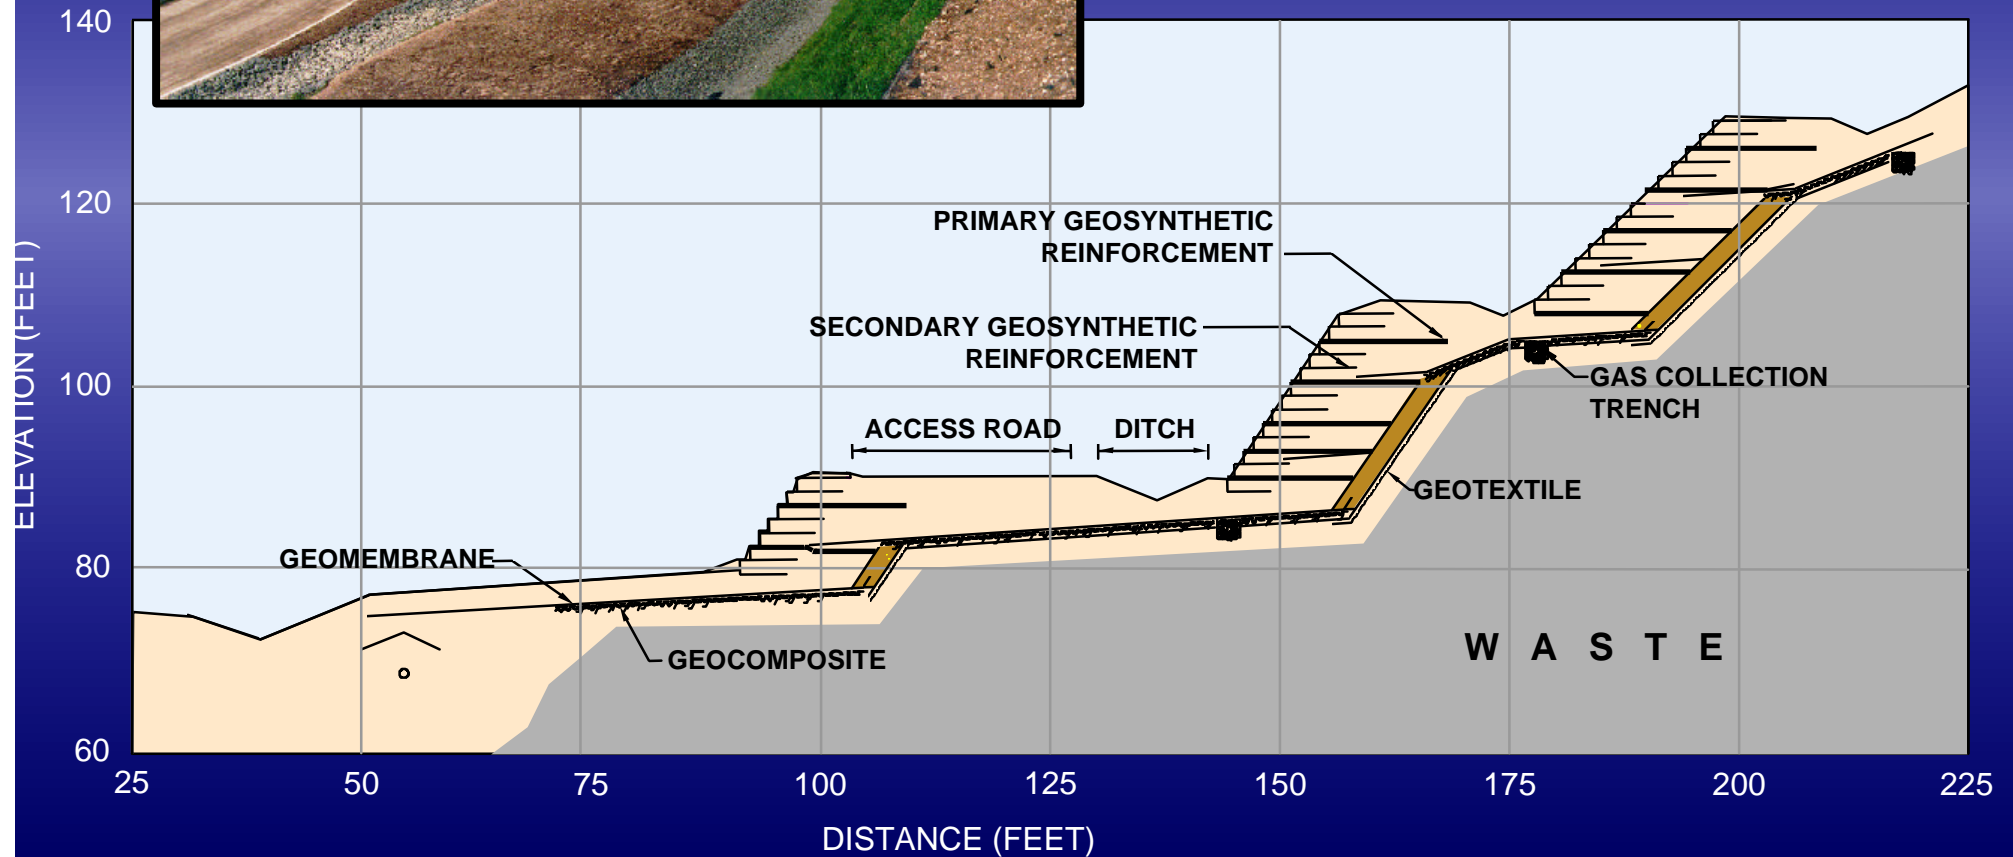 140
120
100
80
60
ELEVATION (FEET)
PRIMARY GEOSYNTHETIC
REINFORCEMENT
SECONDARY GEOSYNTHETIC
REINFORCEMENT
GAS COLLECTION
TRENCH
ACCESS ROAD
DITCH
GEOTEXTILE
GEOMEMBRANE
GEOCOMPOSITE
W A S T E
25 50 75 100 125 150 175 200 225
DISTANCE (FEET)